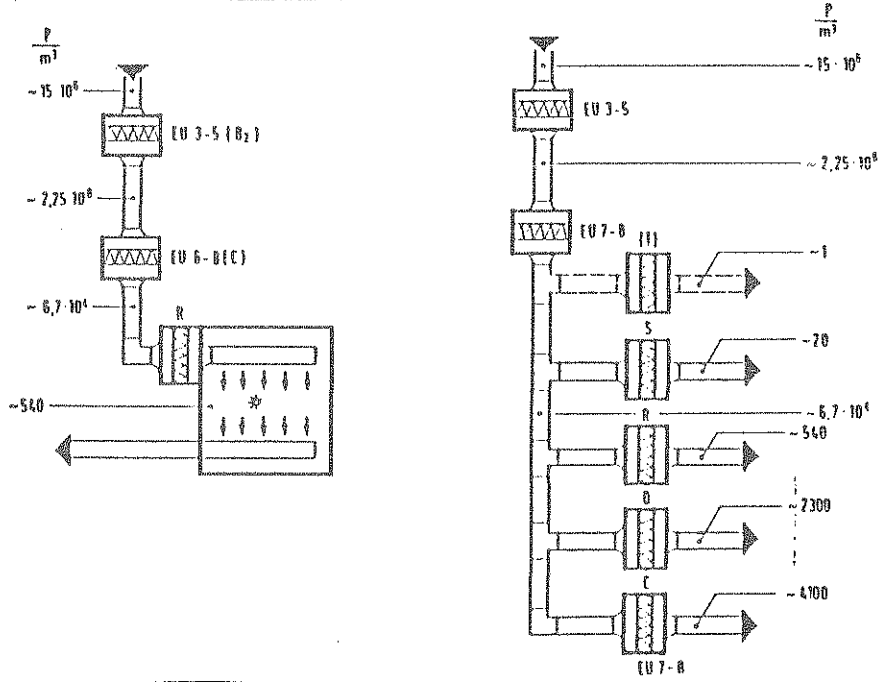 P
m³
~ 15 10⁶
EU 3-5 (B₂)
~ 2,25 10⁶
EU 6-8(C)
~ 6,7 · 10⁴
R
~540
P
m³
~ 15 · 10⁶
EU 3-5
~ 2,25 · 10⁶
EU 7-8
(T)
~1
S
~20
R
~ 6,7 · 10⁴
~540
Q
~2300
C
~4100
EU 7-8